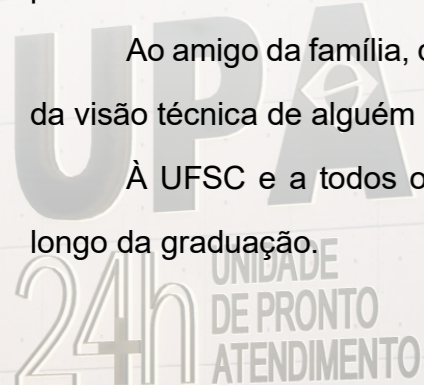 Ao amigo da família,
da visão técnica de alguém
À UFSC e a todos
longo da graduação.
UPA
24h
UNIDADE
DE PRONTO
ATENDIMENTO